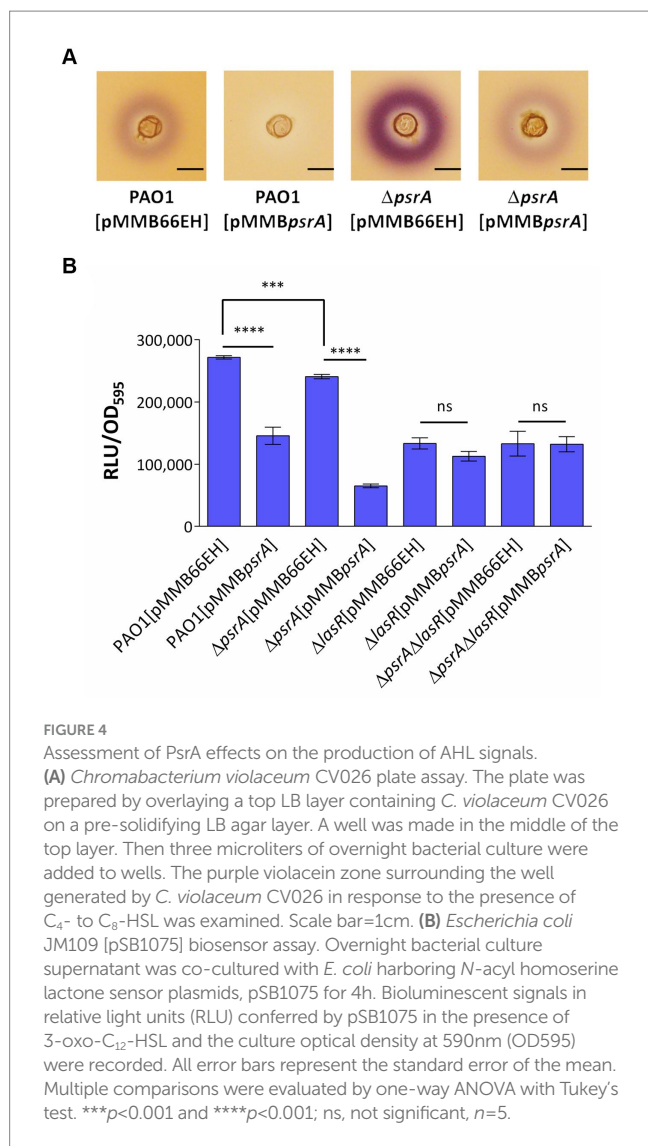 A
PAO1
[pMMB66EH]
PAO1
[pMMBpsrA]
ΔpsrA
[pMMB66EH]
ΔpsrA
[pMMBpsrA]
B
***
****
****
ns
ns
300,000
200,000
100,000
0
RLU/OD595
PAO1[pMMB66EH]
PAO1[pMMBpsrA]
ΔpsrA[pMMB66EH]
ΔpsrA[pMMBpsrA]
ΔlasR[pMMB66EH]
ΔlasR[pMMBpsrA]
ΔpsrAΔlasR[pMMB66EH]
ΔpsrAΔlasR[pMMBpsrA]
FIGURE 4
Assessment of PsrA effects on the production of AHL signals.
(A) Chromabacterium violaceum CV026 plate assay. The plate was
prepared by overlaying a top LB layer containing C. violaceum CV026
on a pre-solidifying LB agar layer. A well was made in the middle of the
top layer. Then three microliters of overnight bacterial culture were
added to wells. The purple violacein zone surrounding the well
generated by C. violaceum CV026 in response to the presence of
C4- to C8-HSL was examined. Scale bar=1cm. (B) Escherichia coli
JM109 [pSB1075] biosensor assay. Overnight bacterial culture
supernatant was co-cultured with E. coli harboring N-acyl homoserine
lactone sensor plasmids, pSB1075 for 4h. Bioluminescent signals in
relative light units (RLU) conferred by pSB1075 in the presence of
3-oxo-C12-HSL and the culture optical density at 590nm (OD595)
were recorded. All error bars represent the standard error of the mean.
Multiple comparisons were evaluated by one-way ANOVA with Tukey's
test. ***p<0.001 and ****p<0.001; ns, not significant, n=5.